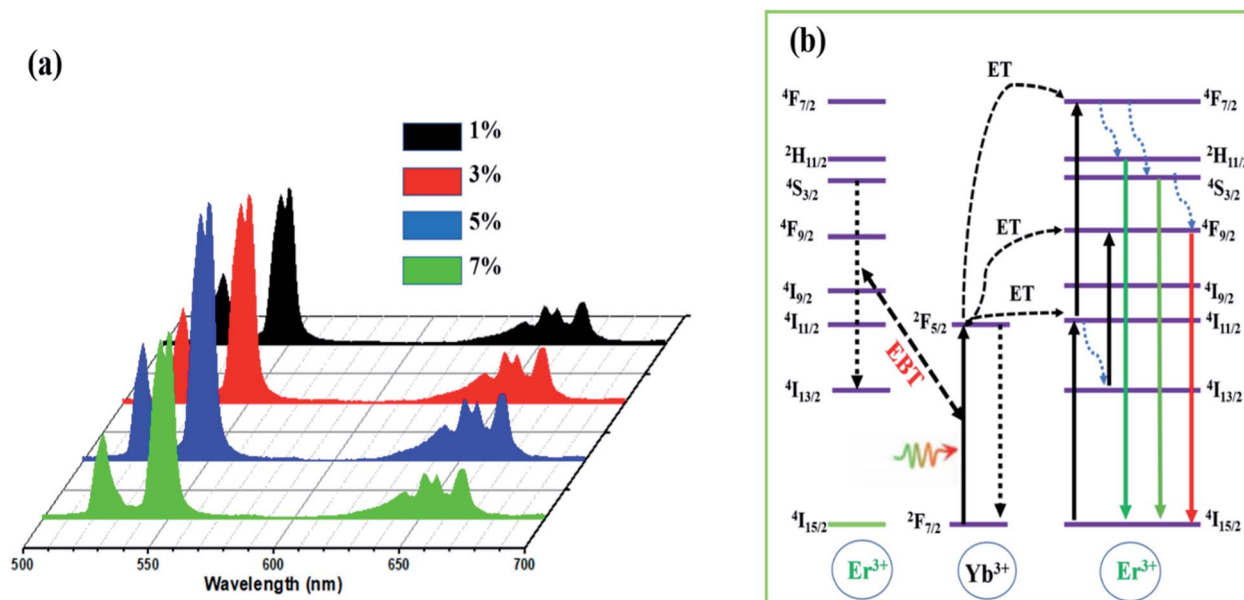 (a)
1%
3%
5%
7%
500
550
600
650
700
Wavelength (nm)
(b)
ET
⁴F₇/₂
²H₁₁/₂
⁴S₃/₂
⁴F₉/₂
⁴I₉/₂
⁴I₁₁/₂
⁴I₁₃/₂
⁴I₁₅/₂
Er³⁺
EBT
ET
ET
²F₅/₂
²F₇/₂
Yb³⁺
⁴F₇/₂
²H₁₁/₂
⁴S₃/₂
⁴F₉/₂
⁴I₉/₂
⁴I₁₁/₂
⁴I₁₃/₂
⁴I₁₅/₂
Er³⁺